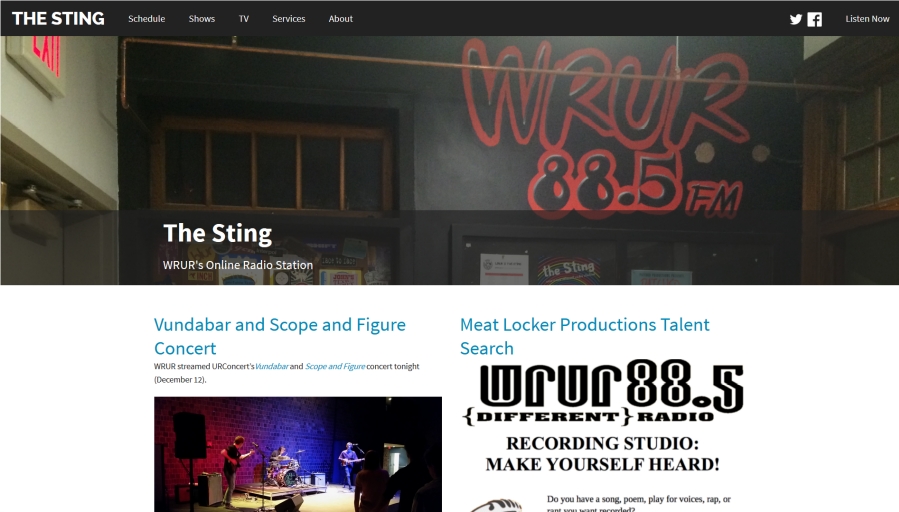 THE STING
Schedule
Shows
TV
Services
About
Listen Now
EXIT
WRUR
88.5 FM
the Sting
The Sting
WRUR's Online Radio Station
Vundabar and Scope and Figure
Concert
WRUR streamed URConcert's Vundabar and Scope and Figure concert tonight
(December 12).
Meat Locker Productions Talent
Search
wrur88.5
{DIFFERENT}RADIO
RECORDING STUDIO:
MAKE YOURSELF HEARD!
Do you have a song, poem, play for voices, rap, or
rant you want recorded?